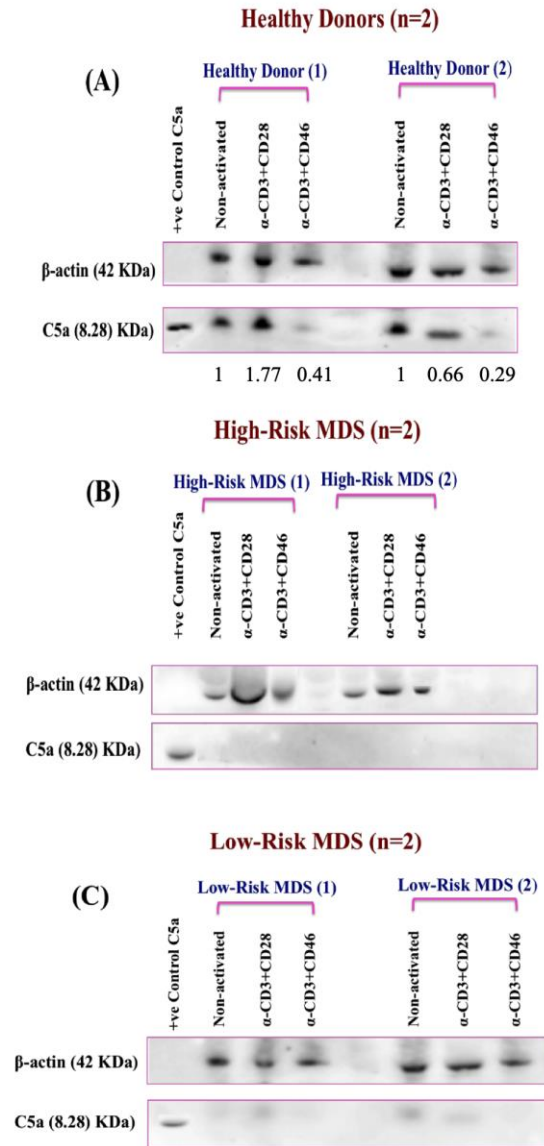 Healthy Donors (n=2)
(A)
Healthy Donor (1)
Healthy Donor (2)
+ve Control C5a
Non-activated
α-CD3+CD28
α-CD3+CD46
Non-activated
α-CD3+CD28
α-CD3+CD46
β-actin (42 KDa)
C5a (8.28) KDa)
1 1.77 0.41 1 0.66 0.29
High-Risk MDS (n=2)
(B)
High-Risk MDS (1)
High-Risk MDS (2)
+ve Control C5a
Non-activated
α-CD3+CD28
α-CD3+CD46
Non-activated
α-CD3+CD28
α-CD3+CD46
β-actin (42 KDa)
C5a (8.28) KDa)
Low-Risk MDS (n=2)
(C)
Low-Risk MDS (1)
Low-Risk MDS (2)
+ve Control C5a
Non-activated
α-CD3+CD28
α-CD3+CD46
Non-activated
α-CD3+CD28
α-CD3+CD46
β-actin (42 KDa)
C5a (8.28) KDa)